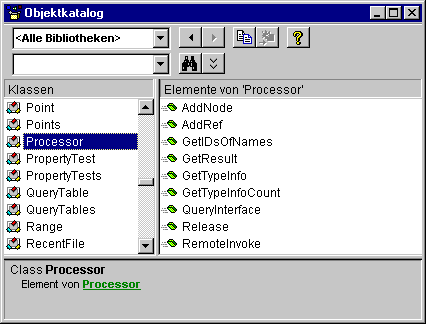 Objektkatalog
<Alle Bibliotheken>
Klassen
Elemente von 'Processor'
Point
Points
Processor
PropertyTest
PropertyTests
QueryTable
QueryTables
Range
RecentFile
AddNode
AddRef
GetIDsOfNames
GetResult
GetTypeInfo
GetTypeInfoCount
QueryInterface
Release
RemoteInvoke
Class Processor
Element von Processor